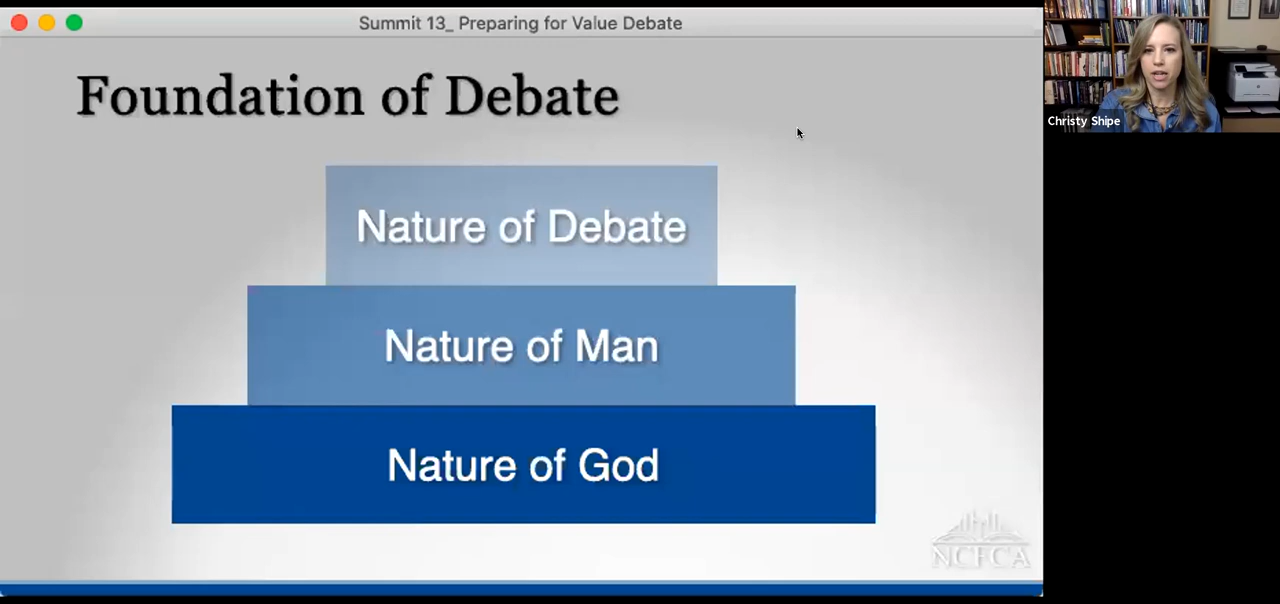 Summit 13_ Preparing for Value Debate
Foundation of Debate
Christy Shipe
Nature of Debate
Nature of Man
Nature of God
NCFCA